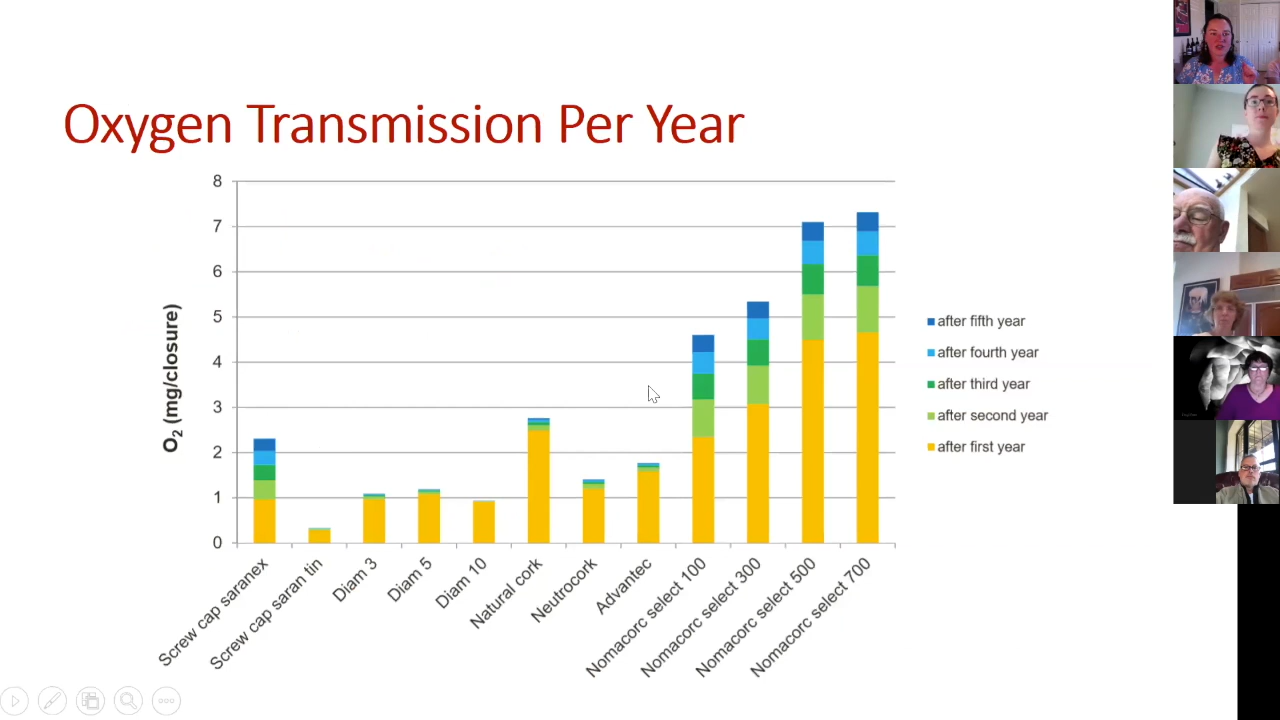 Oxygen Transmission Per Year
8
7
6
5
4
3
2
1
0
O₂ (mg/closure)
Screw cap saranex
Screw cap saran tin
Diam 3
Diam 5
Diam 10
Natural cork
Neutrocork
Advantec
Nomacorc select 100
Nomacorc select 300
Nomacorc select 500
Nomacorc select 700
after fifth year
after fourth year
after third year
after second year
after first year